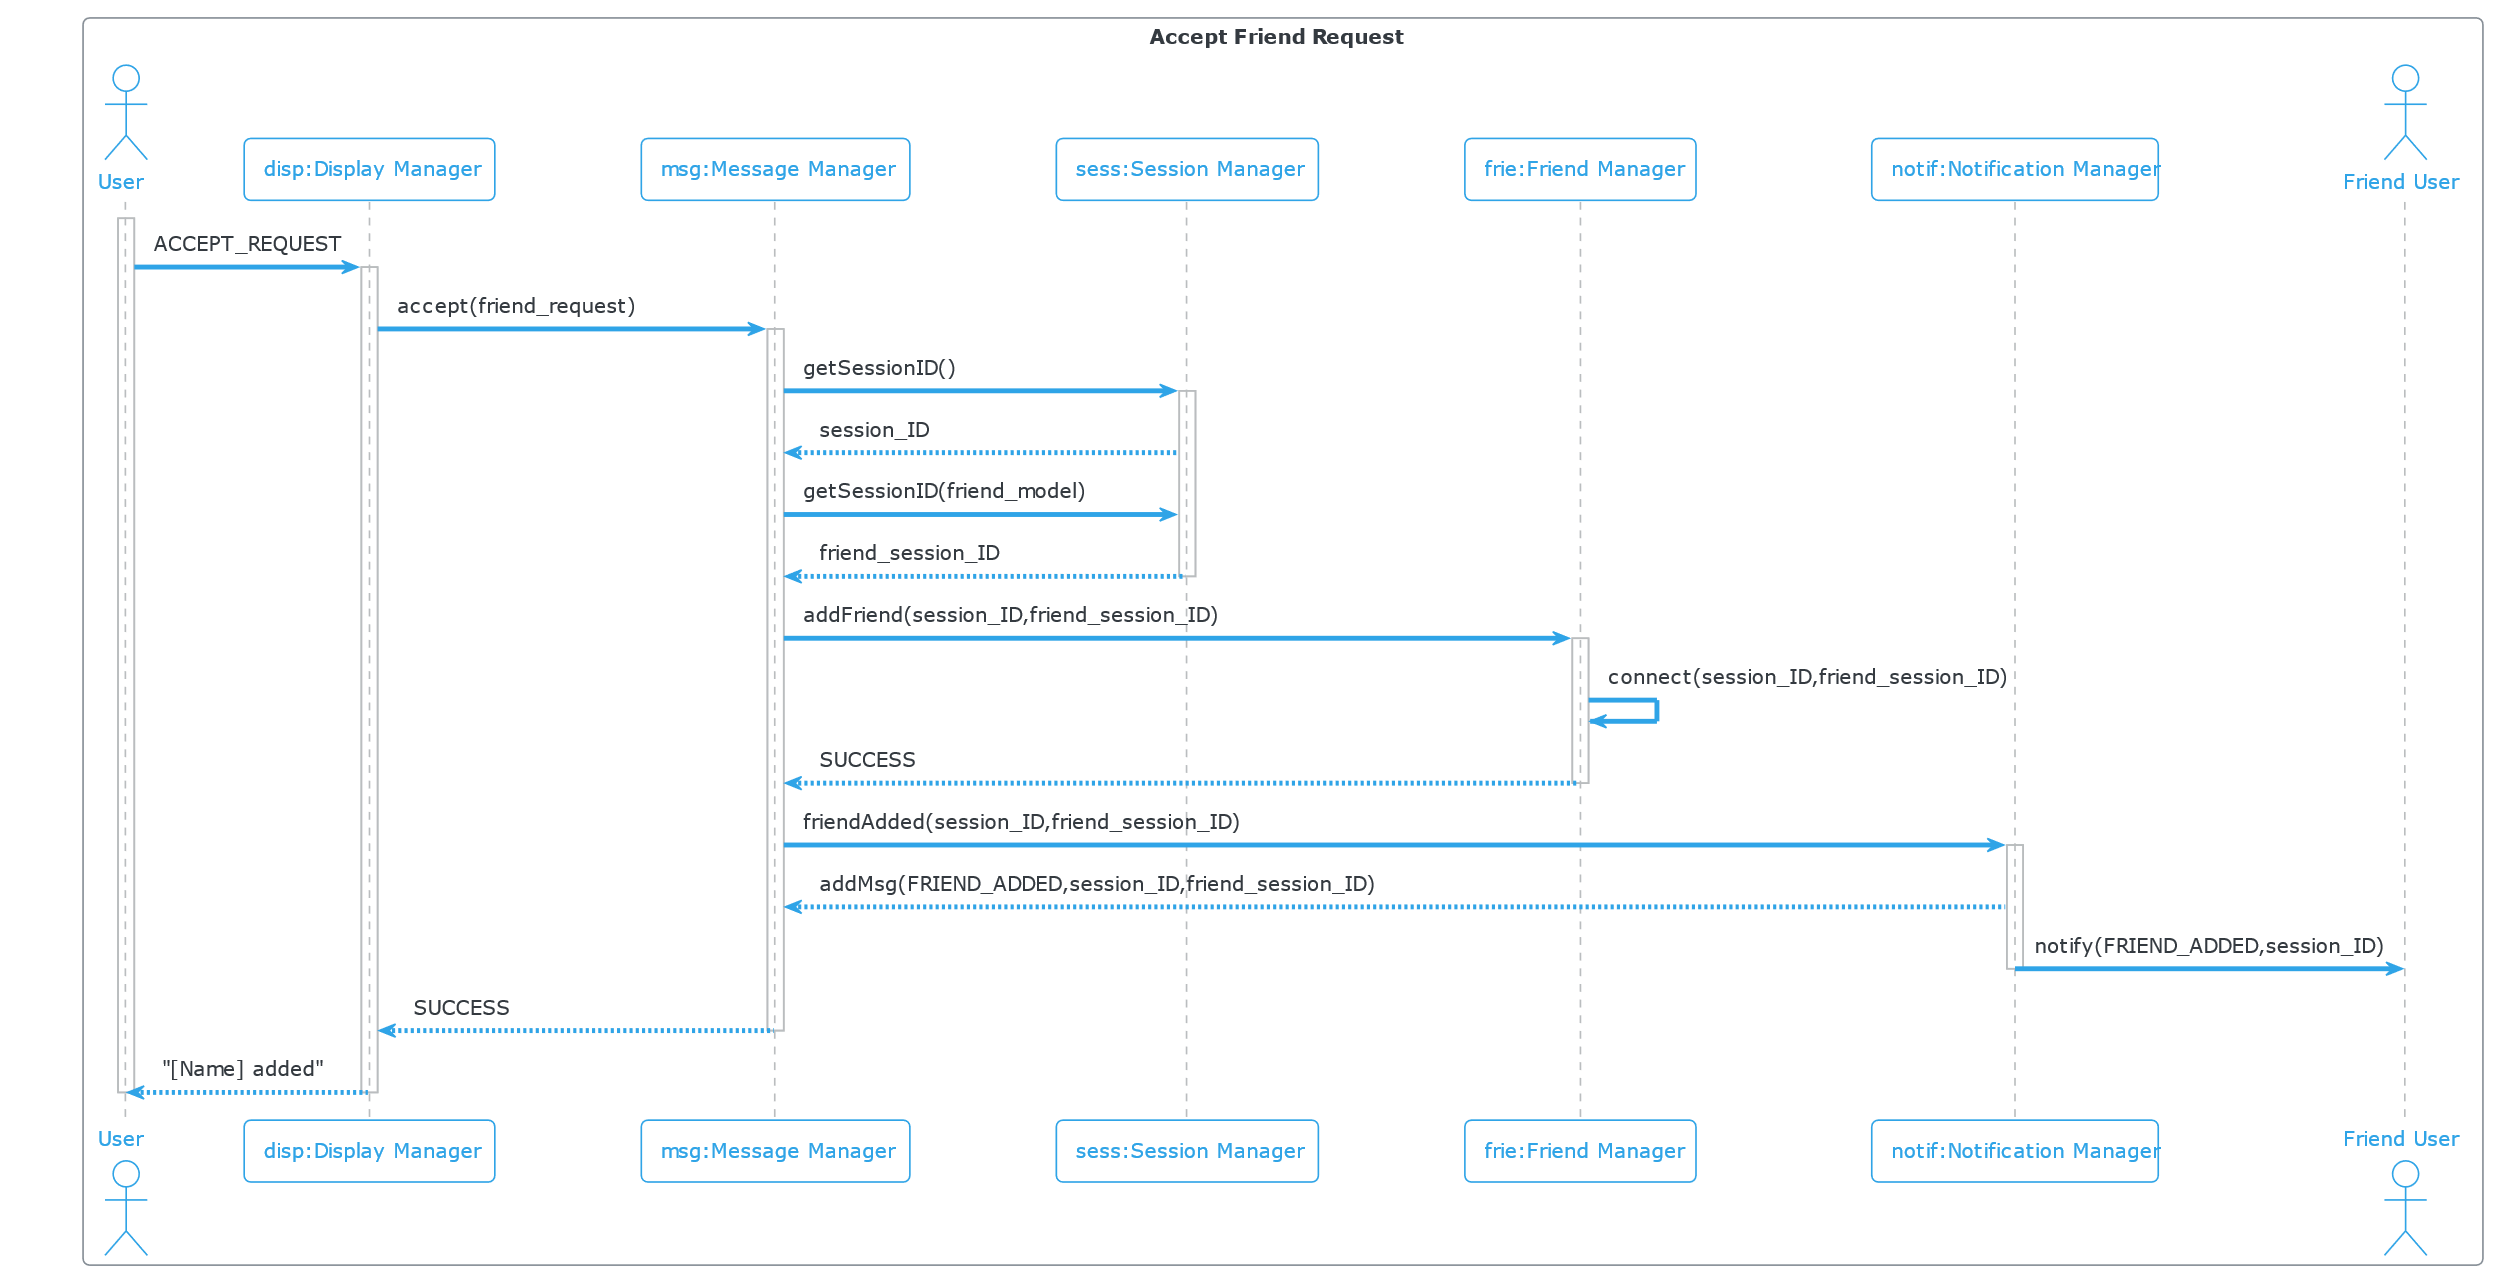 Accept Friend Request
User
disp:Display Manager
msg:Message Manager
sess:Session Manager
frie:Friend Manager
notif:Notification Manager
Friend User
ACCEPT_REQUEST
accept(friend_request)
getSessionID()
session_ID
getSessionID(friend_model)
friend_session_ID
addFriend(session_ID,friend_session_ID)
connect(session_ID,friend_session_ID)
SUCCESS
friendAdded(session_ID,friend_session_ID)
addMsg(FRIEND_ADDED,session_ID,friend_session_ID)
notify(FRIEND_ADDED,session_ID)
SUCCESS
"[Name] added"
User
disp:Display Manager
msg:Message Manager
sess:Session Manager
frie:Friend Manager
notif:Notification Manager
Friend User